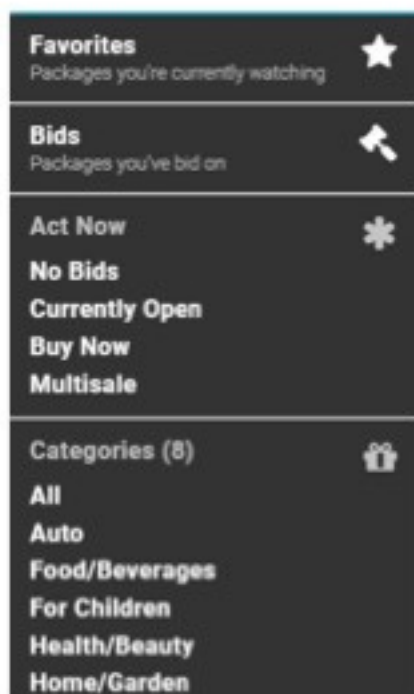 Favorites
Packages you're currently watching
Bids
Packages you've bid on
Act Now
No Bids
Currently Open
Buy Now
Multisale
Categories (8)
All
Auto
Food/Beverages
For Children
Health/Beauty
Home/Garden